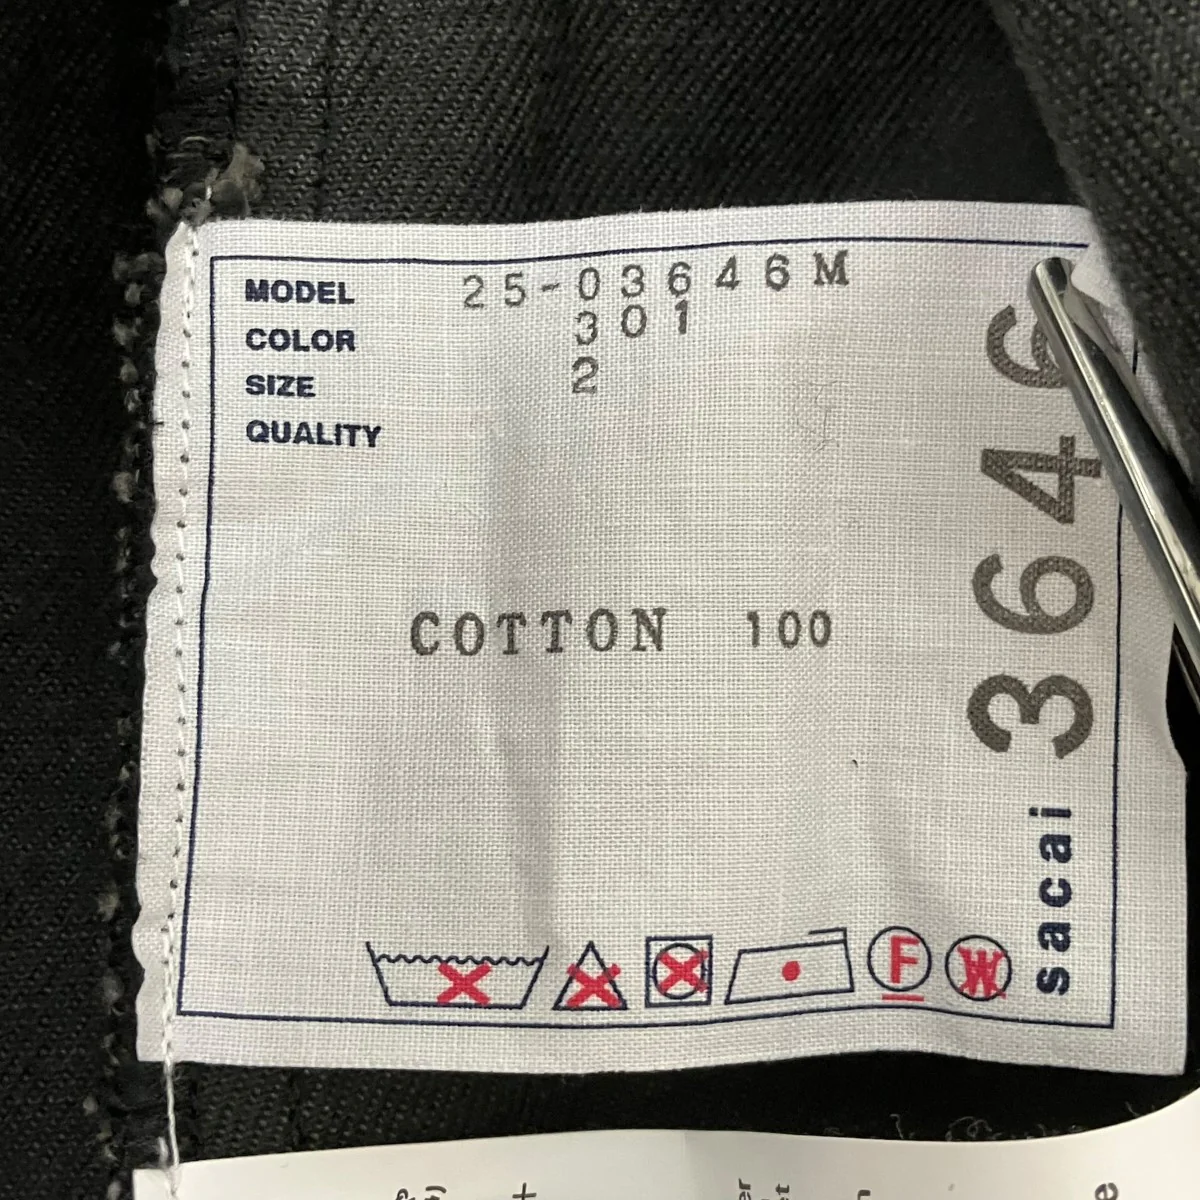 MODEL 25-03646M
COLOR 301
SIZE 2
QUALITY
COTTON 100
F
W
sacai 3646